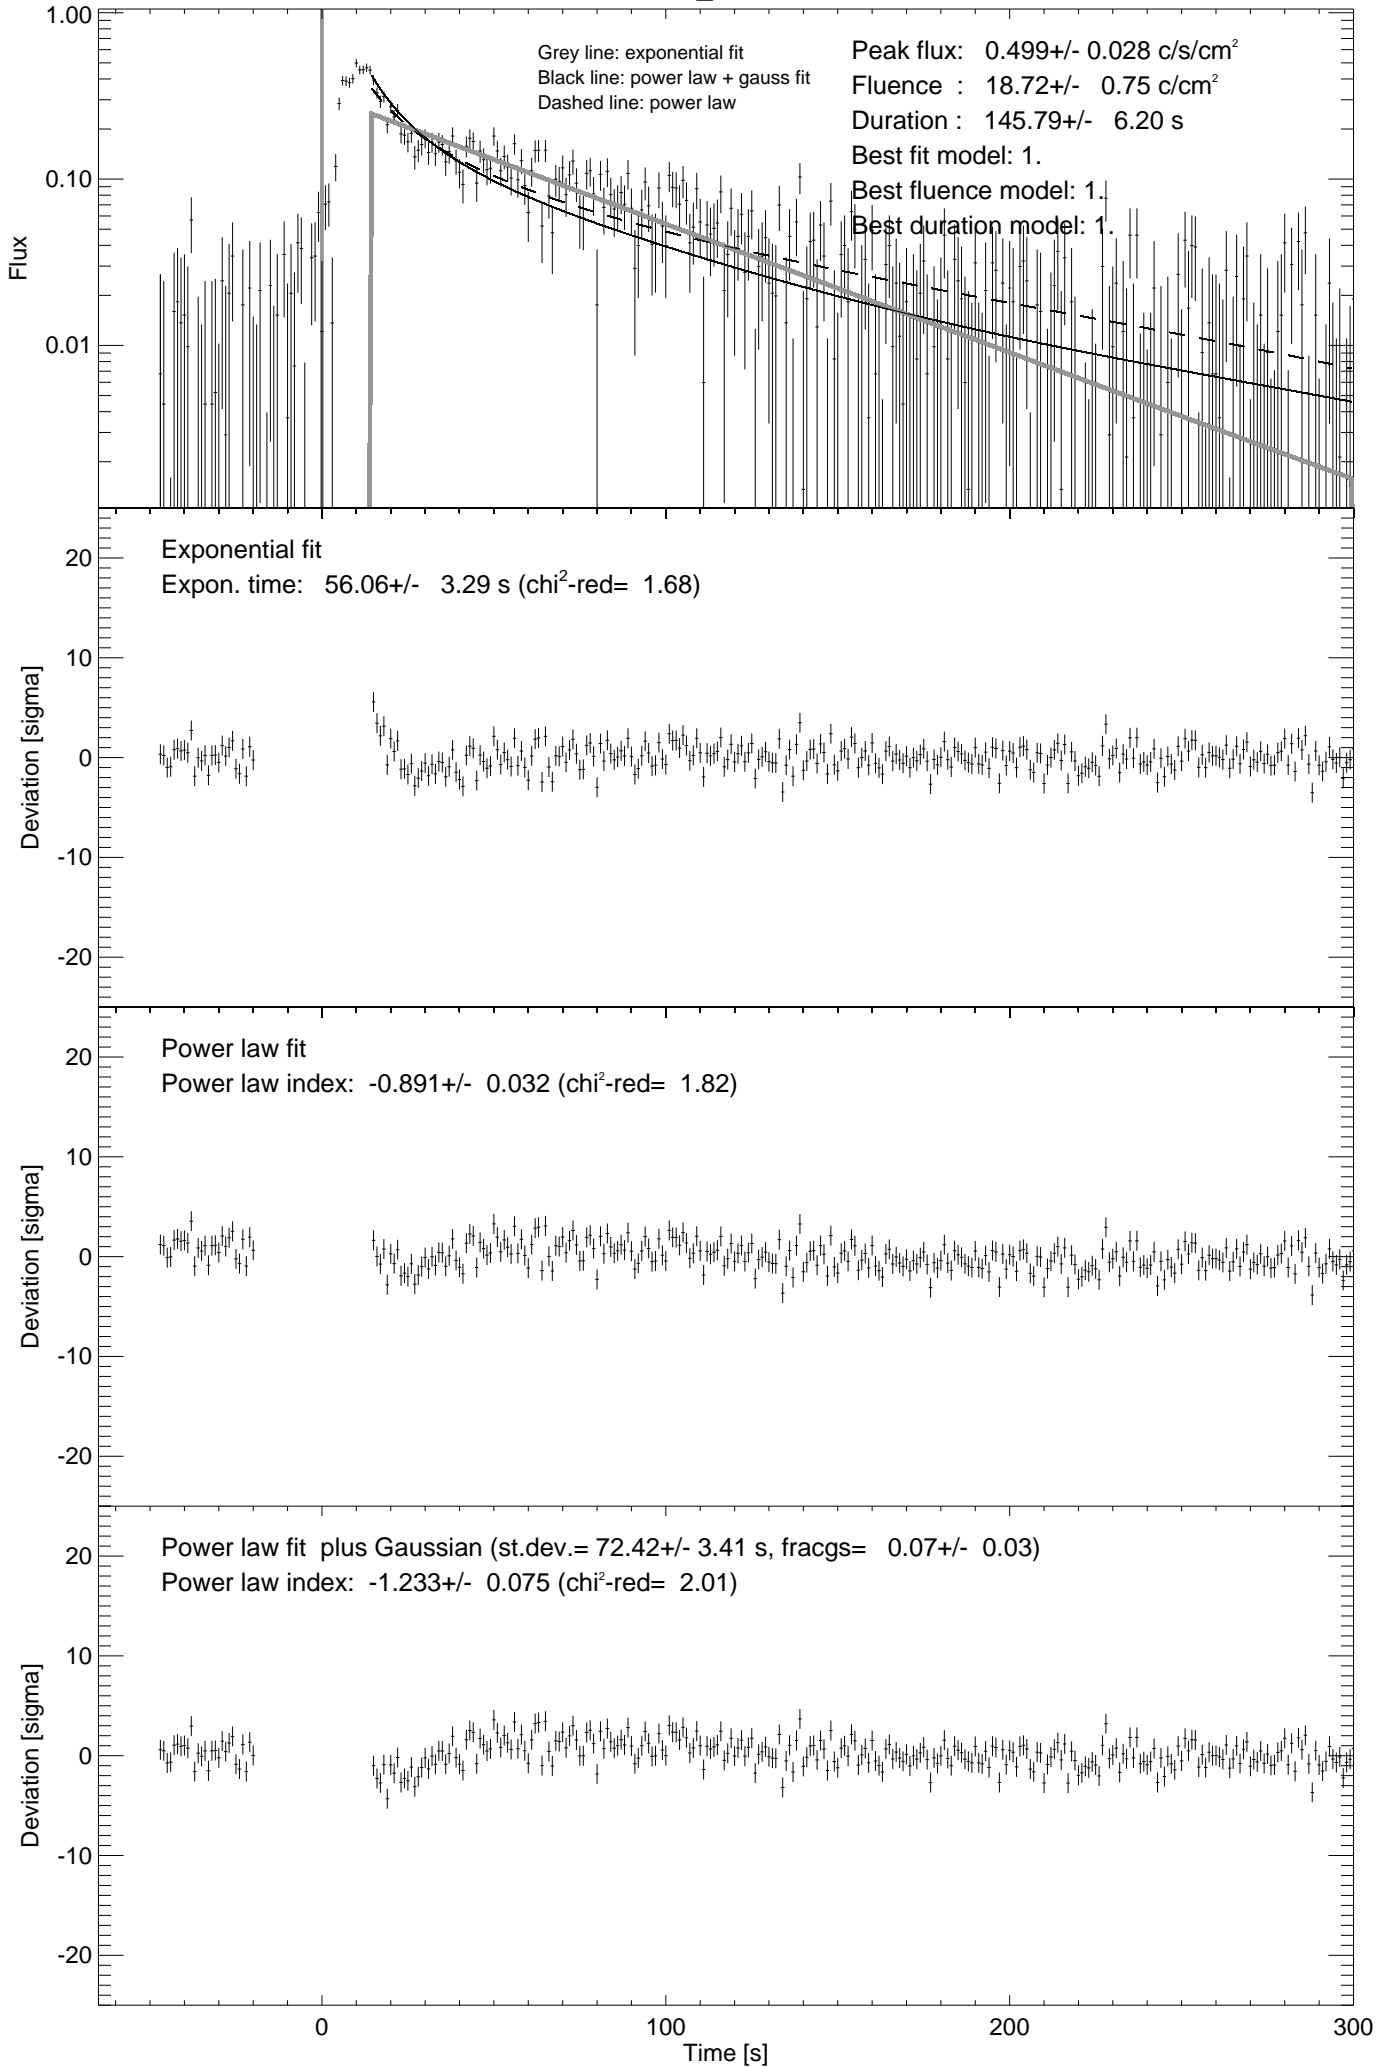 1.00
0.10
0.01
Flux
Grey line: exponential fit
Black line: power law + gauss fit
Dashed line: power law
Peak flux: 0.499+/- 0.028 c/s/cm²
Fluence : 18.72+/- 0.75 c/cm²
Duration : 145.79+/- 6.20 s
Best fit model: 1.
Best fluence model: 1.
Best duration model: 1.
20
10
0
-10
-20
Deviation [sigma]
Exponential fit
Expon. time: 56.06+/- 3.29 s (chi²-red= 1.68)
20
10
0
-10
-20
Deviation [sigma]
Power law fit
Power law index: -0.891+/- 0.032 (chi²-red= 1.82)
20
10
0
-10
-20
Deviation [sigma]
Power law fit plus Gaussian (st.dev.= 72.42+/- 3.41 s, fracgs= 0.07+/- 0.03)
Power law index: -1.233+/- 0.075 (chi²-red= 2.01)
0 100 200 300
Time [s]